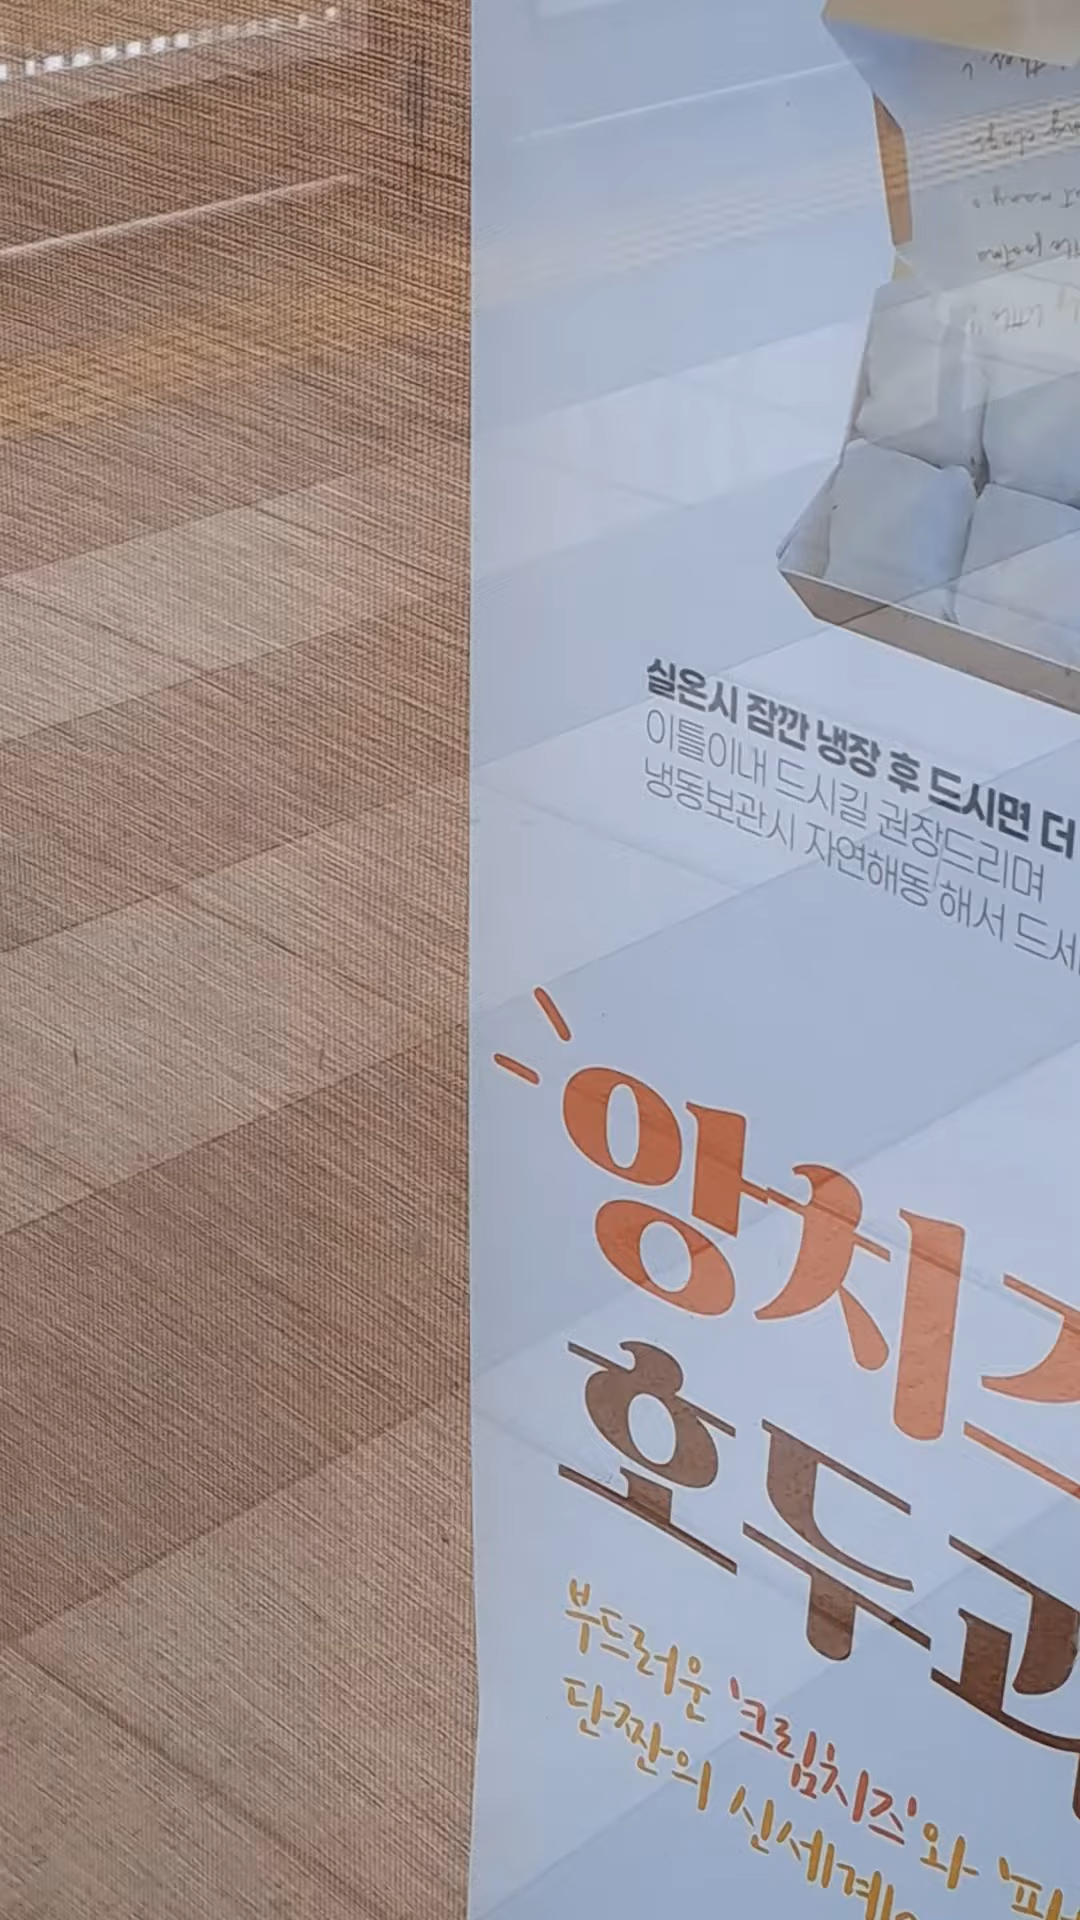 실온시 잠깐 냉장 후 드시면 더
이틀이내 드시길 권장드리며
냉동보관시 자연해동 해서 드세
앙치즈
호두과
부드러운 '크림치즈'와
단짠의 신세계